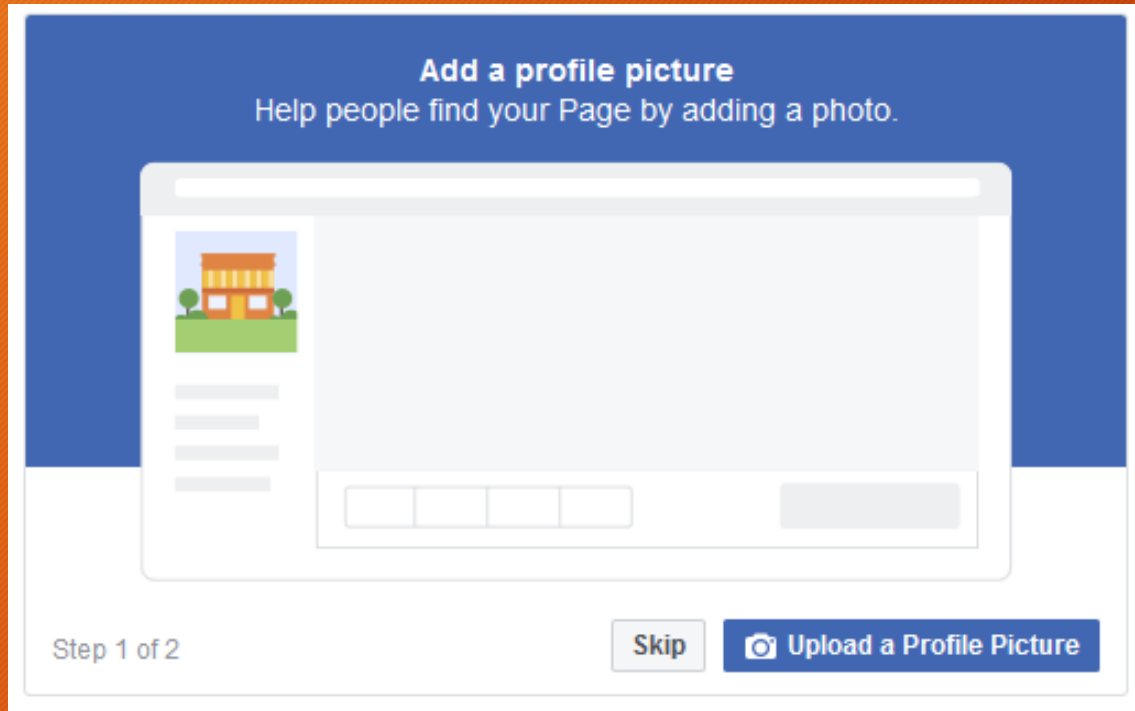 Add a profile picture
Help people find your Page by adding a photo.
Step 1 of 2
Skip
Upload a Profile Picture